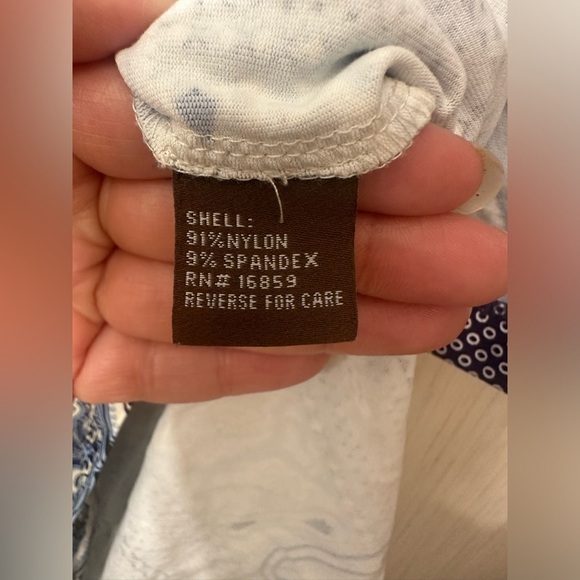 SHELL:
91%NYLON
9% SPANDEX
RN# 16859
REVERSE FOR CARE